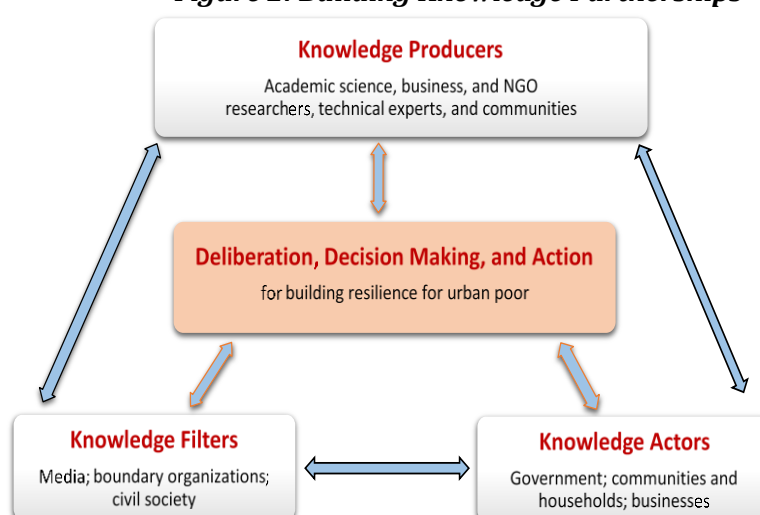 Knowledge Producers
Academic science, business, and NGO
researchers, technical experts, and communities
Deliberation, Decision Making, and Action
for building resilience for urban poor
Knowledge Filters
Media; boundary organizations;
civil society
Knowledge Actors
Government; communities and
households; businesses